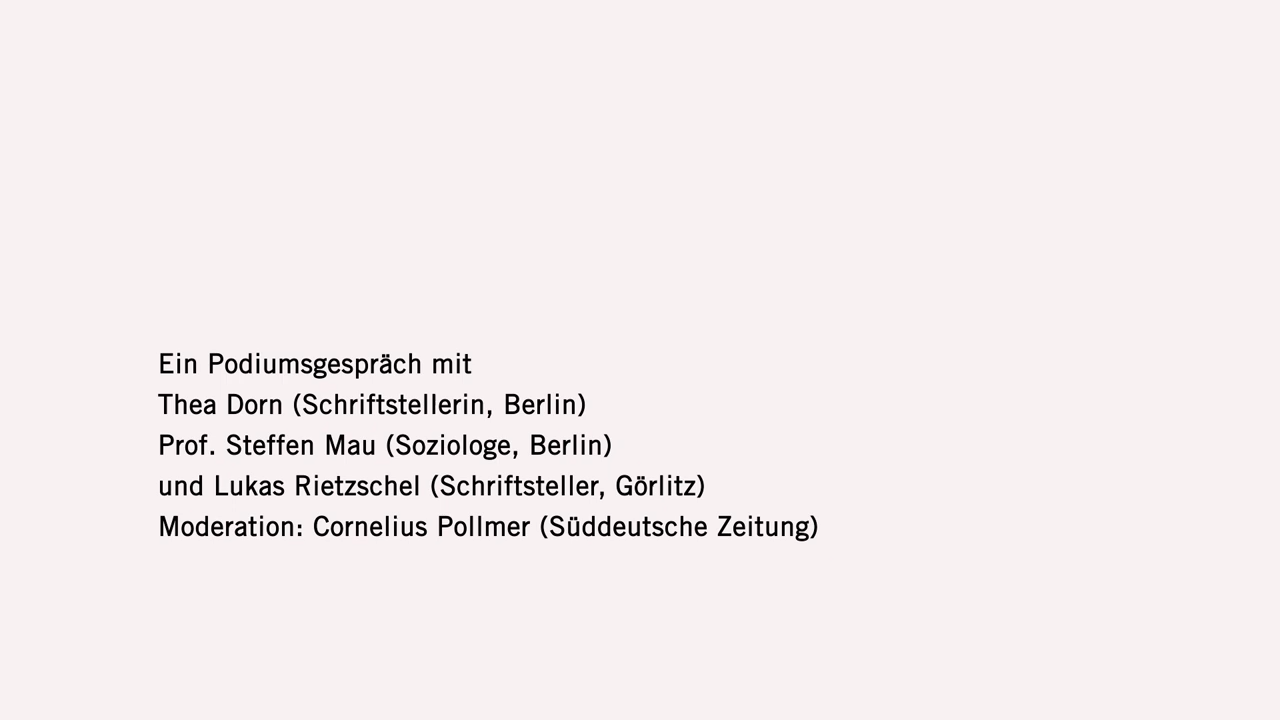 Ein Podiumsgespräch mit
Thea Dorn (Schriftstellerin, Berlin)
Prof. Steffen Mau (Soziologe, Berlin)
und Lukas Rietzschel (Schriftsteller, Görlitz)
Moderation: Cornelius Pollmer (Süddeutsche Zeitung)